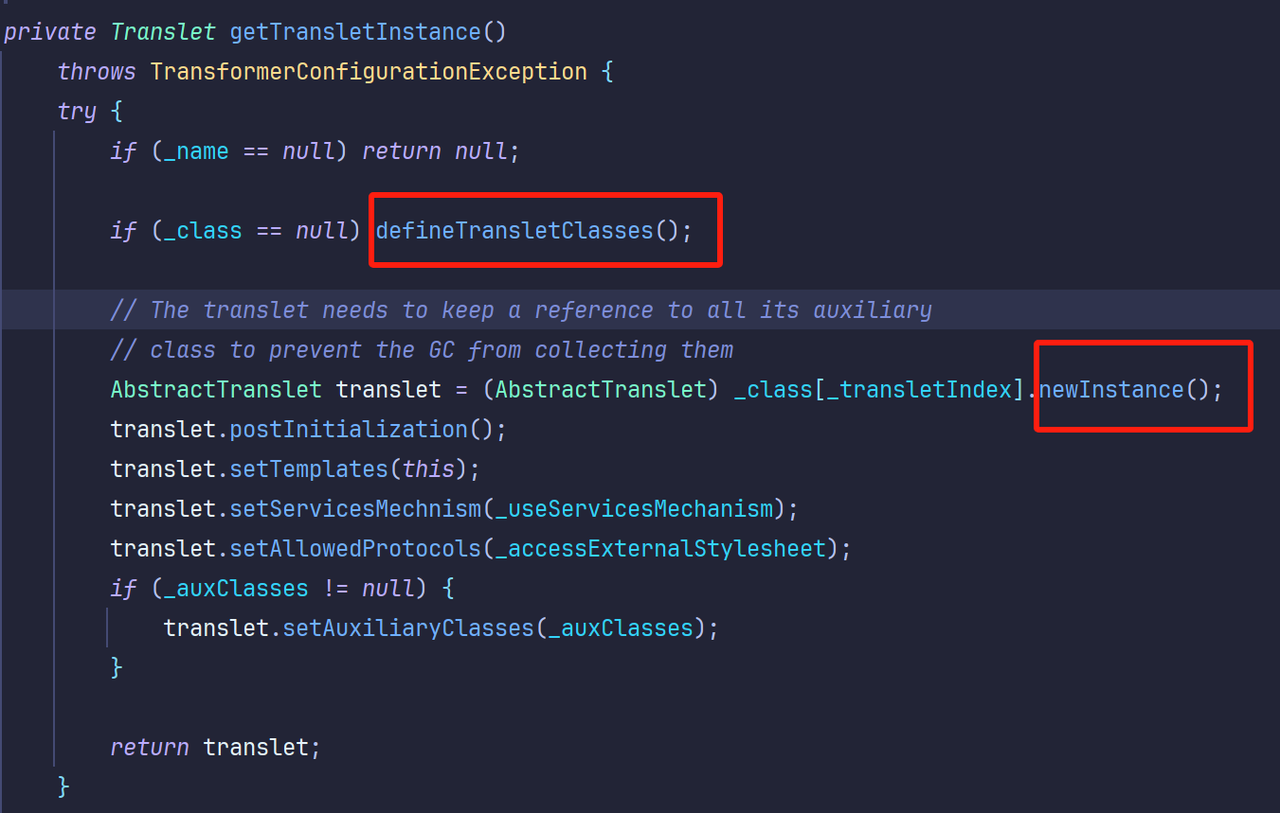 private Translet getTransletInstance()
throws TransformerConfigurationException {
try {
if (_name == null) return null;
if (_class == null) defineTransletClasses();
// The translet needs to keep a reference to all its auxiliary
// class to prevent the GC from collecting them
AbstractTranslet translet = (AbstractTranslet) _class[_transletIndex].newInstance();
translet.postInitialization();
translet.setTemplates(this);
translet.setServicesMechnism(_useServicesMechanism);
translet.setAllowedProtocols(_accessExternalStylesheet);
if (_auxClasses != null) {
translet.setAuxiliaryClasses(_auxClasses);
}
return translet;
}